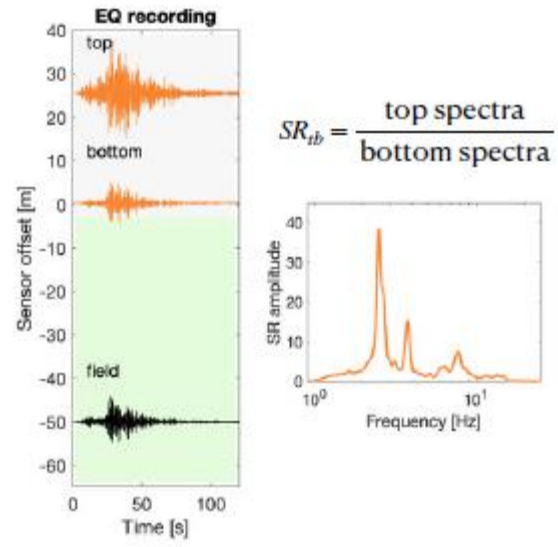 EQ recording
top
bottom
field
40
30
20
10
0
-10
-20
-30
-40
-50
-60
Sensor offset [m]
0 50 100
Time [s]
SR_tb = top spectra
bottom spectra
40
30
20
10
0
SR amplitude
10^0 10^1
Frequency [Hz]